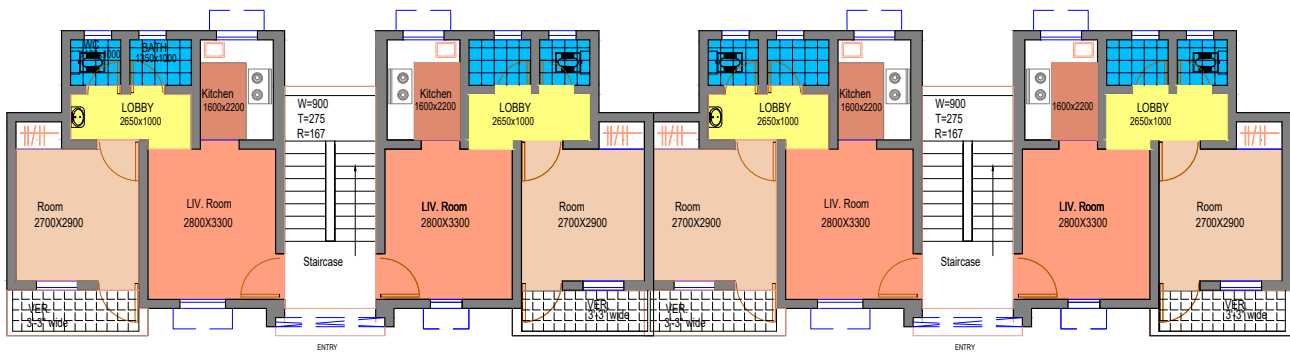 WC
1100x1000
BATH
1350x1000
Kitchen
1600x2200
LOBBY
2650x1000
W=900
T=275
R=167
Room
2700X2900
LIV. Room
2800X3300
Staircase
VER.
3'-3" wide
ENTRY
Kitchen
1600x2200
LOBBY
2650x1000
LIV. Room
2800X3300
Room
2700X2900
VER.
3'-3" wide
Kitchen
1600x2200
LOBBY
2650x1000
W=900
T=275
R=167
Room
2700X2900
LIV. Room
2800X3300
Staircase
VER.
3'-3" wide
ENTRY
1600x2200
LOBBY
2650x1000
LIV. Room
2800X3300
Room
2700X2900
VER.
3'-3" wide